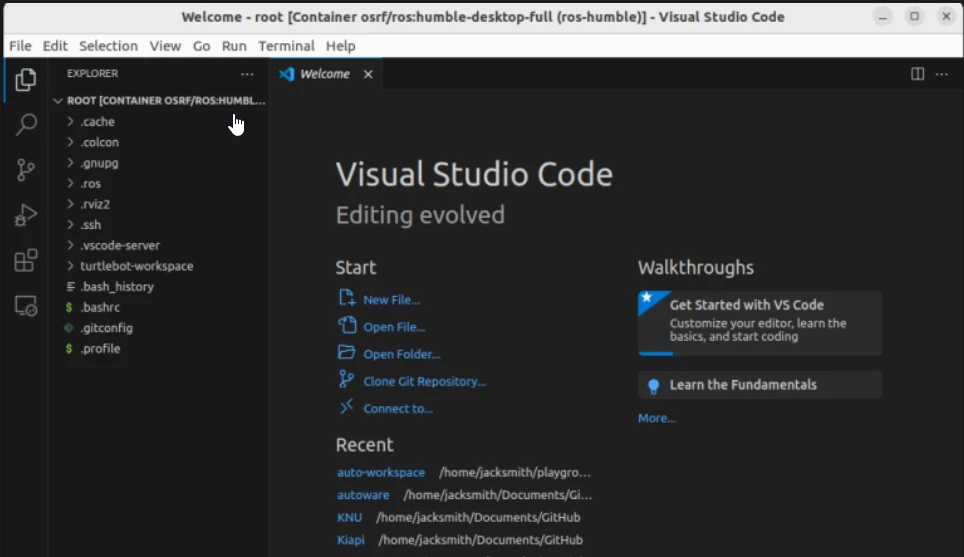 Welcome - root [Container osrf/ros:humble-desktop-full (ros-humble)] - Visual Studio Code
File Edit Selection View Go Run Terminal Help
EXPLORER
Welcome
ROOT [CONTAINER OSRF/ROS:HUMBL...
.cache
.colcon
.gnupg
.ros
.rviz2
.ssh
.vscode-server
turtlebot-workspace
.bash_history
$ .bashrc
.gitconfig
$ .profile
Visual Studio Code
Editing evolved
Start
New File...
Open File...
Open Folder...
Clone Git Repository...
Connect to...
Recent
auto-workspace /home/jacksmith/playgro...
autoware /home/jacksmith/Documents/Gi...
KNU /home/jacksmith/Documents/GitHub
Kiapi /home/jacksmith/Documents/GitHub
Walkthroughs
Get Started with VS Code
Customize your editor, learn the
basics, and start coding
Learn the Fundamentals
More...